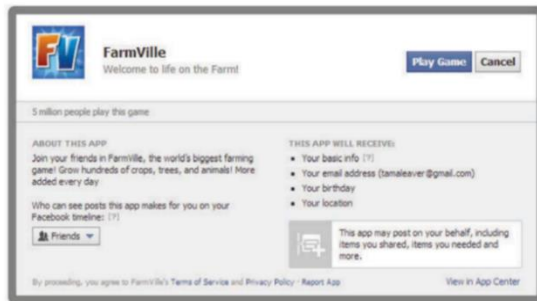 FV
FarmVille
Welcome to life on the Farm!
Play Game
Cancel
5 million people play this game
ABOUT THIS APP
Join your friends in FarmVille, the world's biggest farming
game! Grow hundreds of crops, trees, and animals! More
added every day
Who can see posts this app makes for you on your
Facebook timeline: [?]
Friends
THIS APP WILL RECEIVE:
• Your basic info [?]
• Your email address (tamaleaver@gmail.com)
• Your birthday
• Your location
This app may post on your behalf, including
items you shared, items you needed and
more.
By proceeding, you agree to FarmVille's Terms of Service and Privacy Policy · Report App
View in App Center